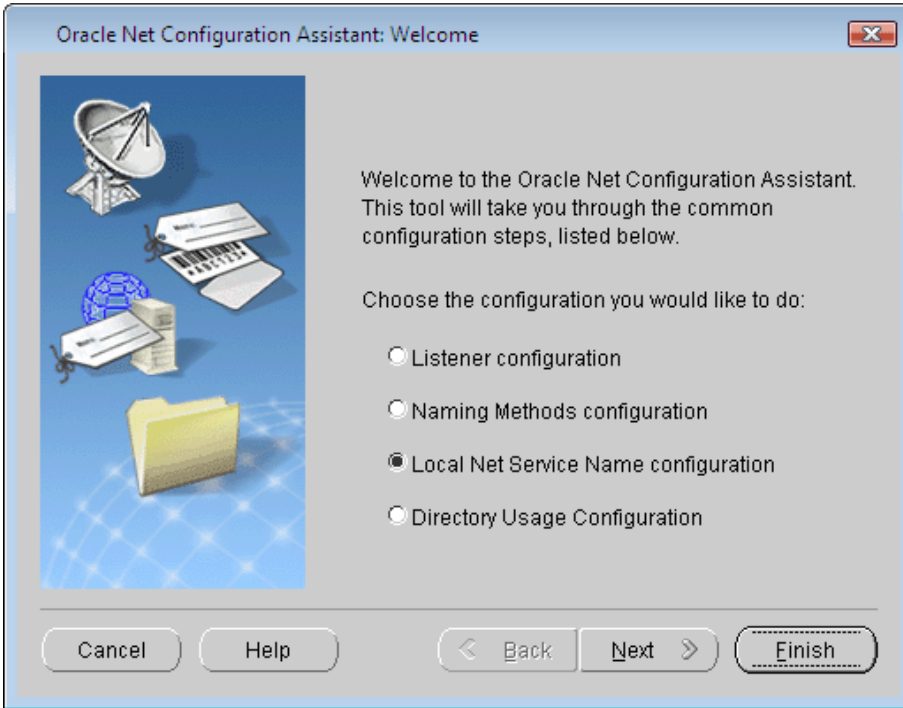 Oracle Net Configuration Assistant: Welcome
Welcome to the Oracle Net Configuration Assistant.
This tool will take you through the common
configuration steps, listed below.
Choose the configuration you would like to do:
Listener configuration
Naming Methods configuration
Local Net Service Name configuration
Directory Usage Configuration
Cancel
Help
Back
Next
Finish